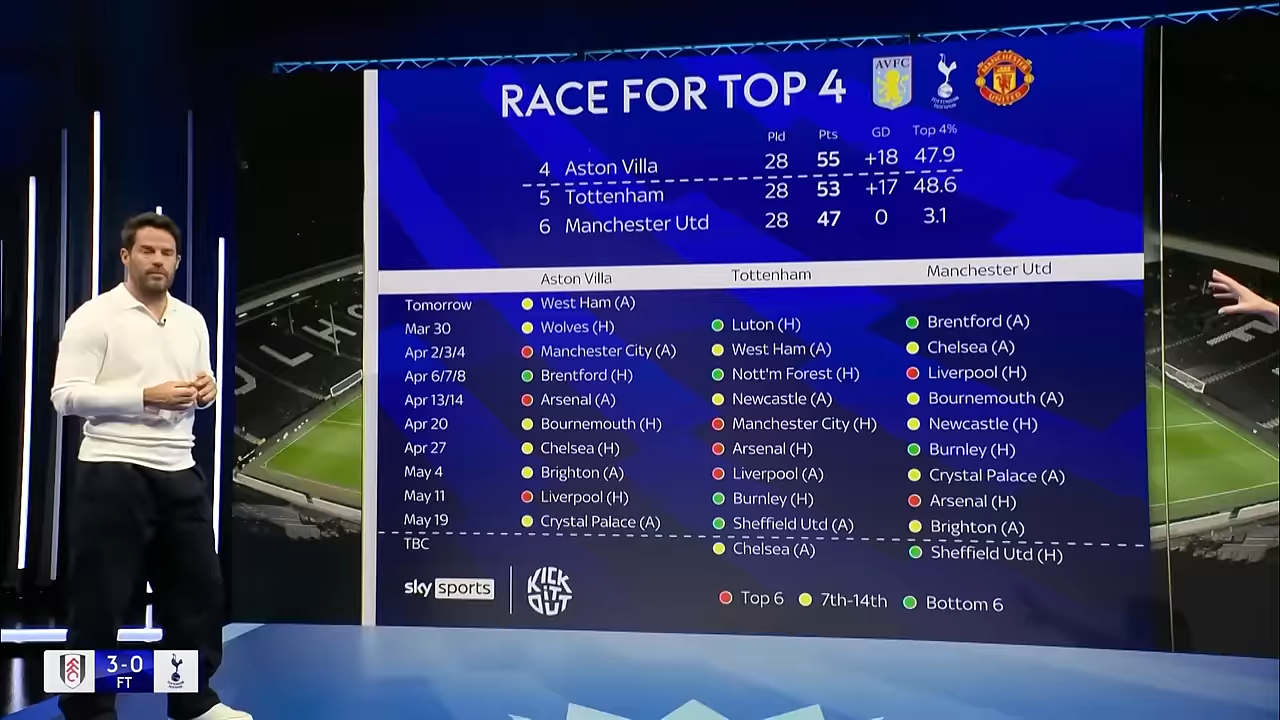 RACE FOR TOP 4
AVFC
TOTTENHAM HOTSPUR
MANCHESTER UNITED
Pld Pts GD Top 4%
4 Aston Villa 28 55 +18 47.9
5 Tottenham 28 53 +17 48.6
6 Manchester Utd 28 47 0 3.1
Aston Villa Tottenham Manchester Utd
Tomorrow West Ham (A)
Mar 30 Wolves (H) Luton (H) Brentford (A)
Apr 2/3/4 Manchester City (A) West Ham (A) Chelsea (A)
Apr 6/7/8 Brentford (H) Nott'm Forest (H) Liverpool (H)
Apr 13/14 Arsenal (A) Newcastle (A) Bournemouth (A)
Apr 20 Bournemouth (H) Manchester City (H) Newcastle (H)
Apr 27 Chelsea (H) Arsenal (H) Burnley (H)
May 4 Brighton (A) Liverpool (A) Crystal Palace (A)
May 11 Liverpool (H) Burnley (H) Arsenal (H)
May 19 Crystal Palace (A) Sheffield Utd (A) Brighton (A)
TBC Chelsea (A) Sheffield Utd (H)
sky sports KICK IT OUT
Top 6 7th-14th Bottom 6
3-0
FT